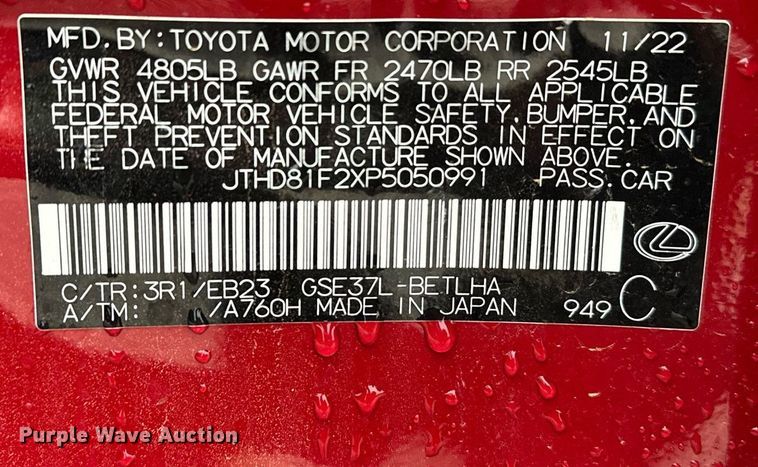 MFD. BY: TOYOTA MOTOR CORPORATION 11/22
GVWR 4805LB GAWR FR 2470LB RR 2545LB
THIS VEHICLE CONFORMS TO ALL APPLICABLE
FEDERAL MOTOR VEHICLE SAFETY, BUMPER, AND
THEFT PREVENTION STANDARDS IN EFFECT ON
THE DATE OF MANUFACTURE SHOWN ABOVE.
JTHD81F2XP5050991 PASS. CAR
C/TR: 3R1/EB23 GSE37L-BETLHA
A/TM: /A760H MADE IN JAPAN 949 C
Purple Wave Auction